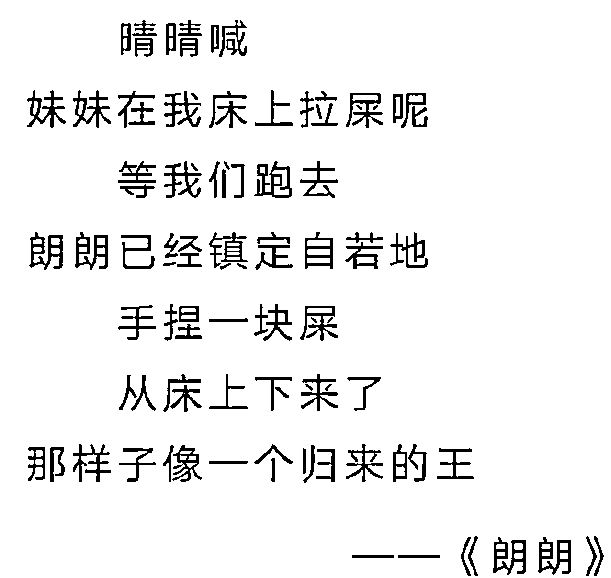 晴晴喊
妹妹在我床上拉屎呢
等我们跑去
朗朗已经镇定自若地
手捏一块屎
从床上下来了
那样子像一个归来的王
——《朗朗》